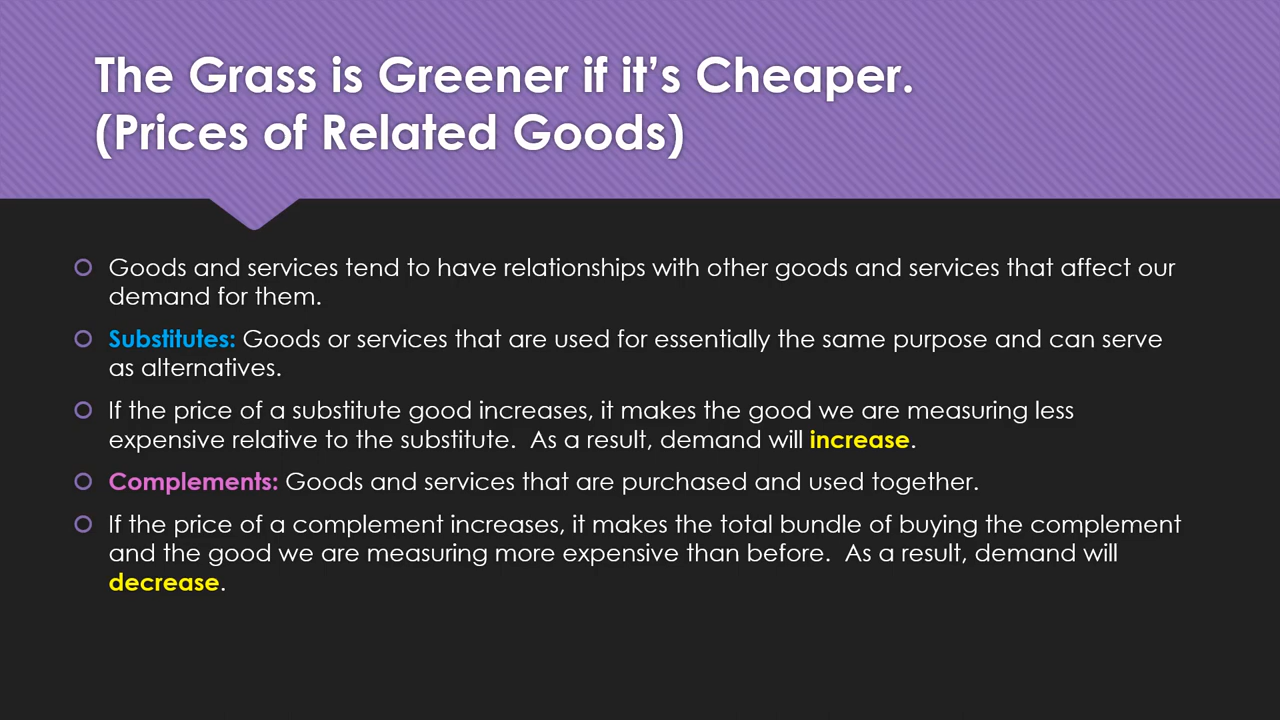 The Grass is Greener if it’s Cheaper.
(Prices of Related Goods)
Goods and services tend to have relationships with other goods and services that affect our
demand for them.
Substitutes: Goods or services that are used for essentially the same purpose and can serve
as alternatives.
If the price of a substitute good increases, it makes the good we are measuring less
expensive relative to the substitute.  As a result, demand will increase.
Complements: Goods and services that are purchased and used together.
If the price of a complement increases, it makes the total bundle of buying the complement
and the good we are measuring more expensive than before.  As a result, demand will
decrease.